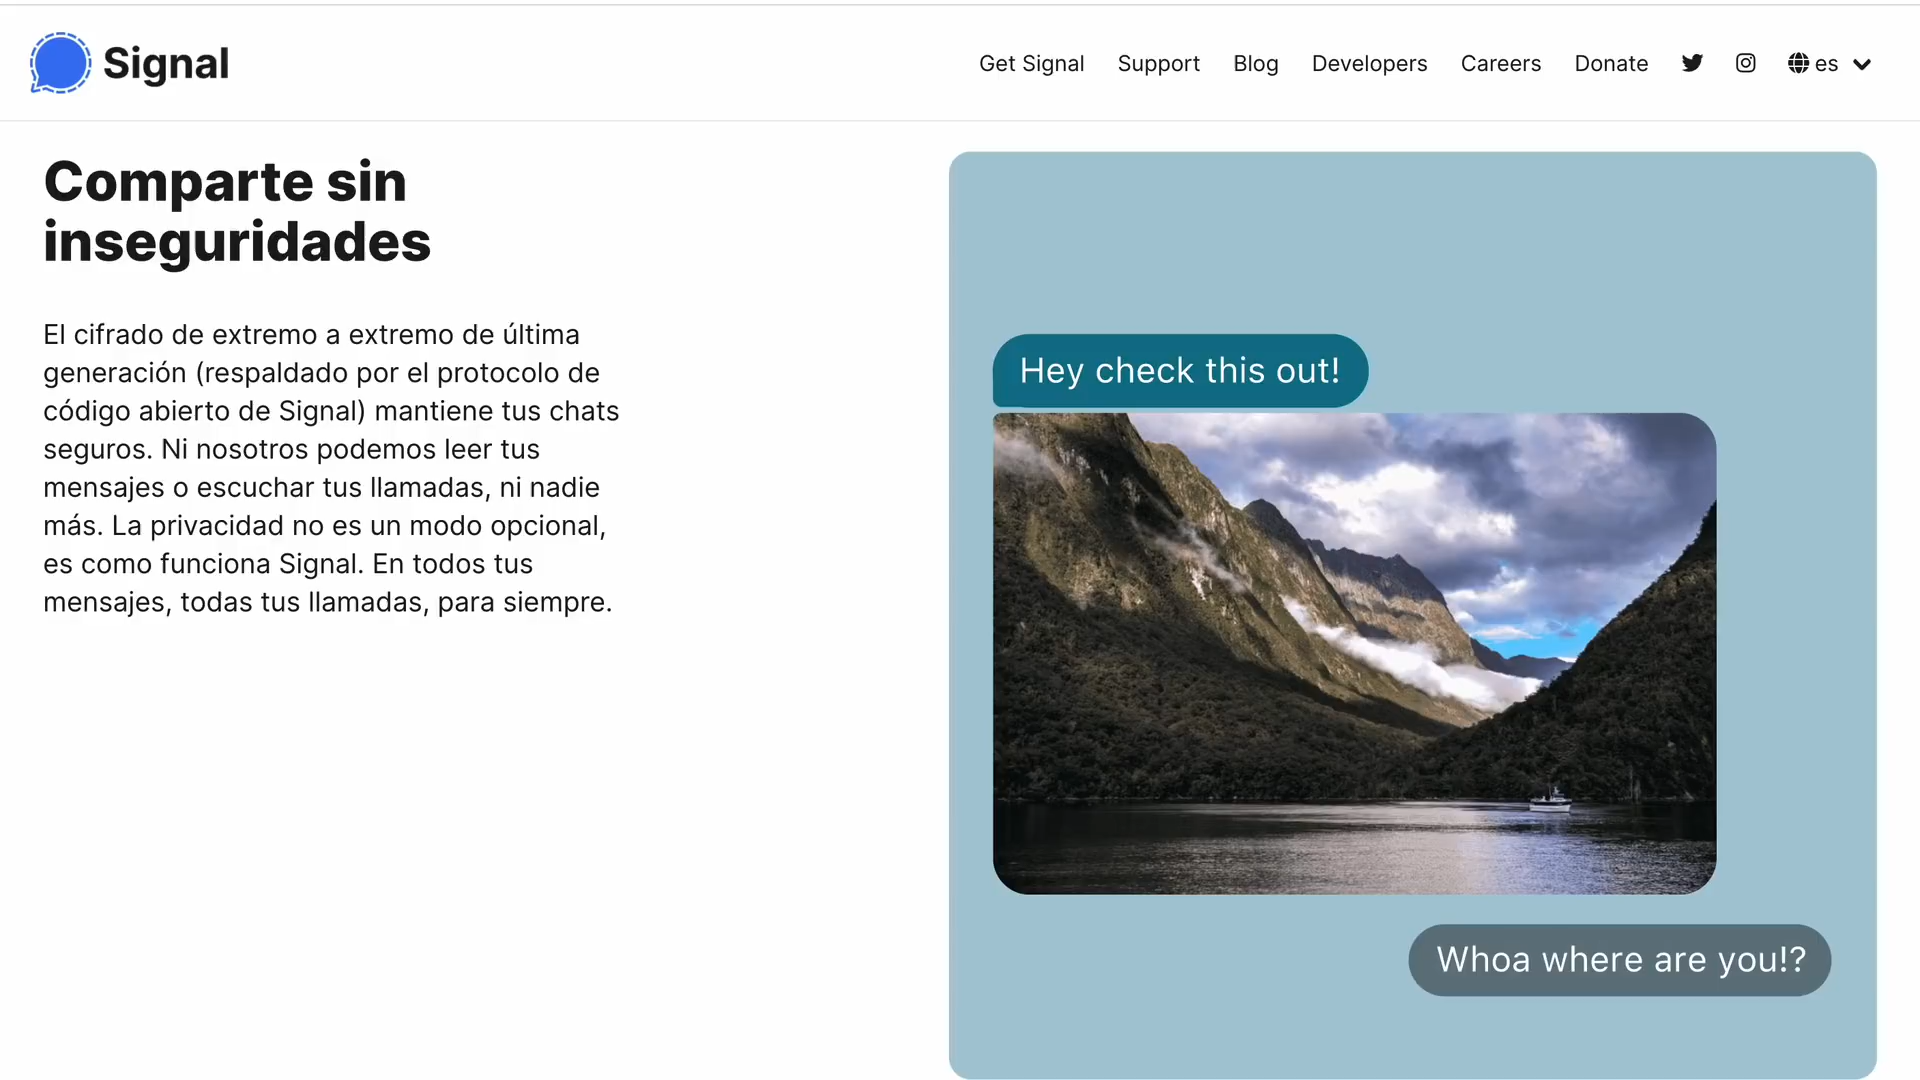 Signal
Get Signal Support Blog Developers Careers Donate es
Comparte sin
inseguridades
El cifrado de extremo a extremo de última
generación (respaldado por el protocolo de
código abierto de Signal) mantiene tus chats
seguros. Ni nosotros podemos leer tus
mensajes o escuchar tus llamadas, ni nadie
más. La privacidad no es un modo opcional,
es como funciona Signal. En todos tus
mensajes, todas tus llamadas, para siempre.
Hey check this out!
Whoa where are you!?